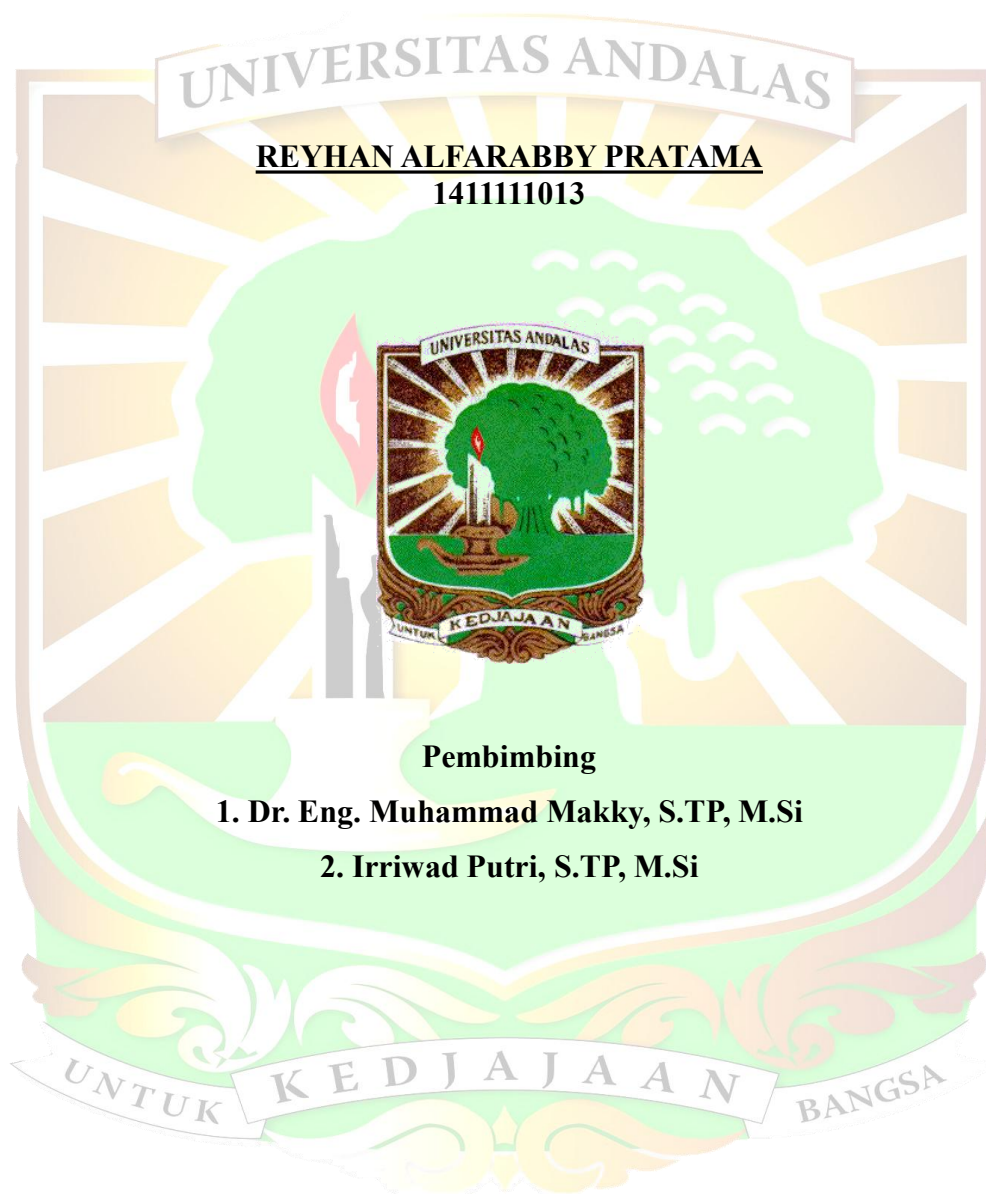 UNIVERSITAS ANDALAS
REYHAN ALFARABBY PRATAMA
1411111013
UNIVERSITAS ANDALAS
UNTUK KEDJAJAAN BANGSA
Pembimbing
1. Dr. Eng. Muhammad Makky, S.TP, M.Si
2. Irriwad Putri, S.TP, M.Si
UNTUK KEDJAJAAN BANGSA